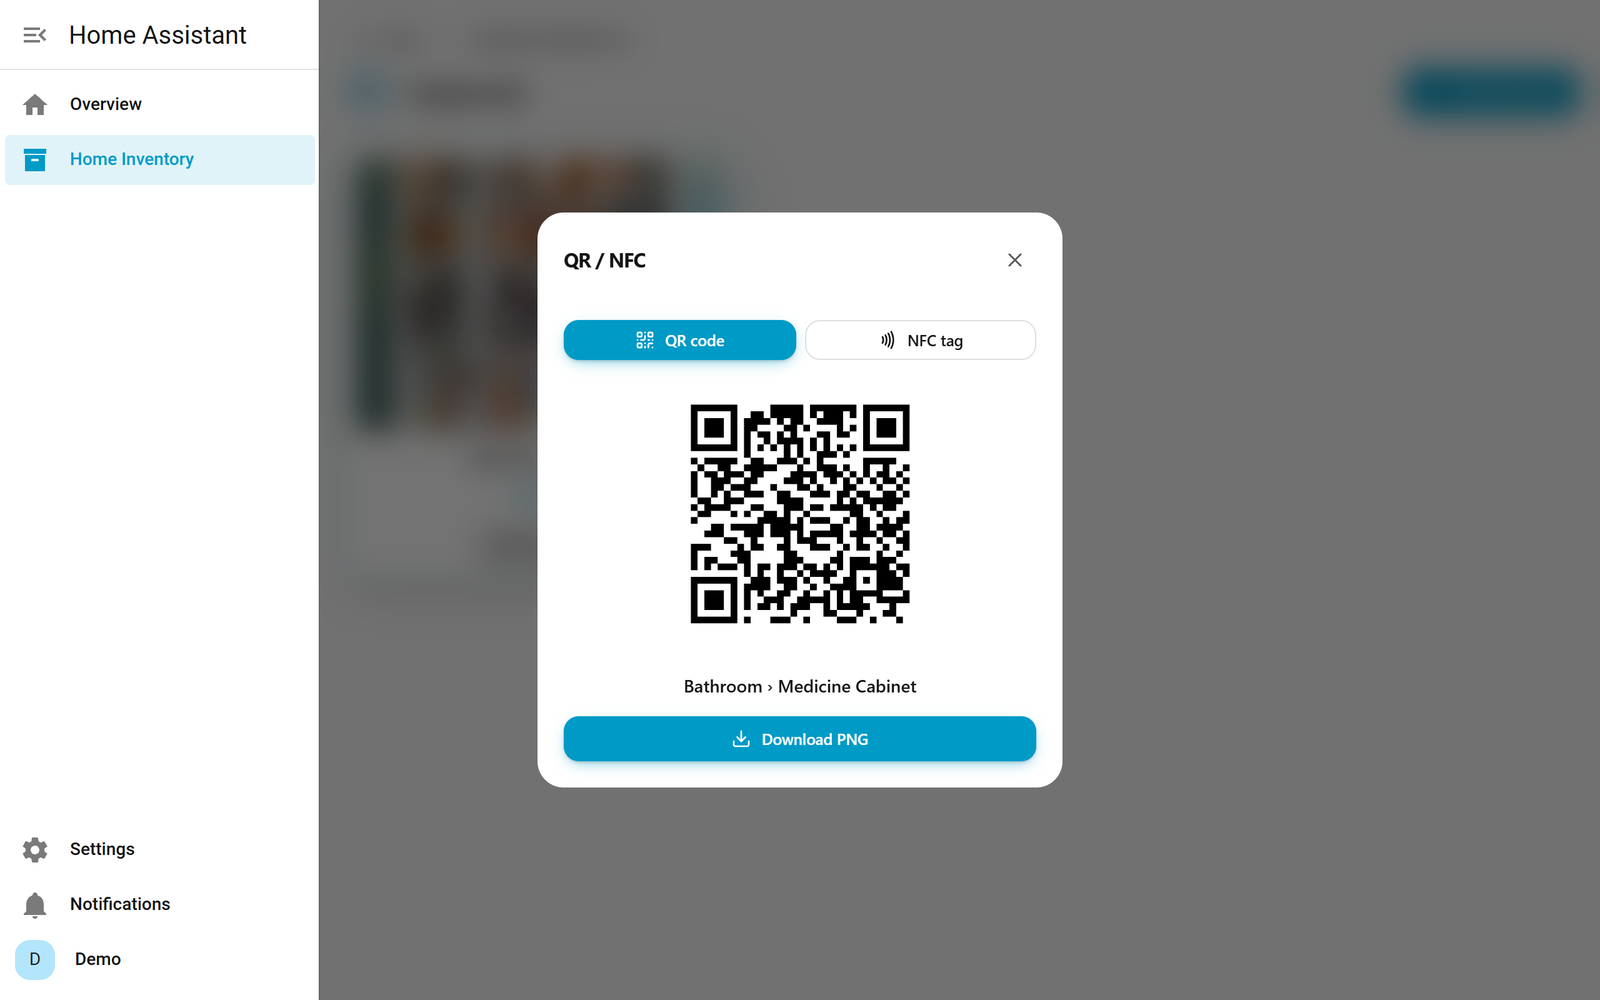 Home Assistant
Overview
Home Inventory
Settings
Notifications
D
Demo
QR / NFC
QR code
NFC tag
Bathroom › Medicine Cabinet
Download PNG